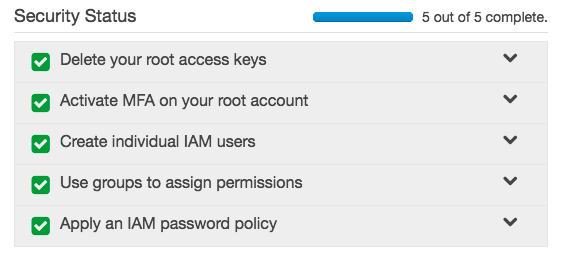 Security Status
5 out of 5 complete.
Delete your root access keys
Activate MFA on your root account
Create individual IAM users
Use groups to assign permissions
Apply an IAM password policy